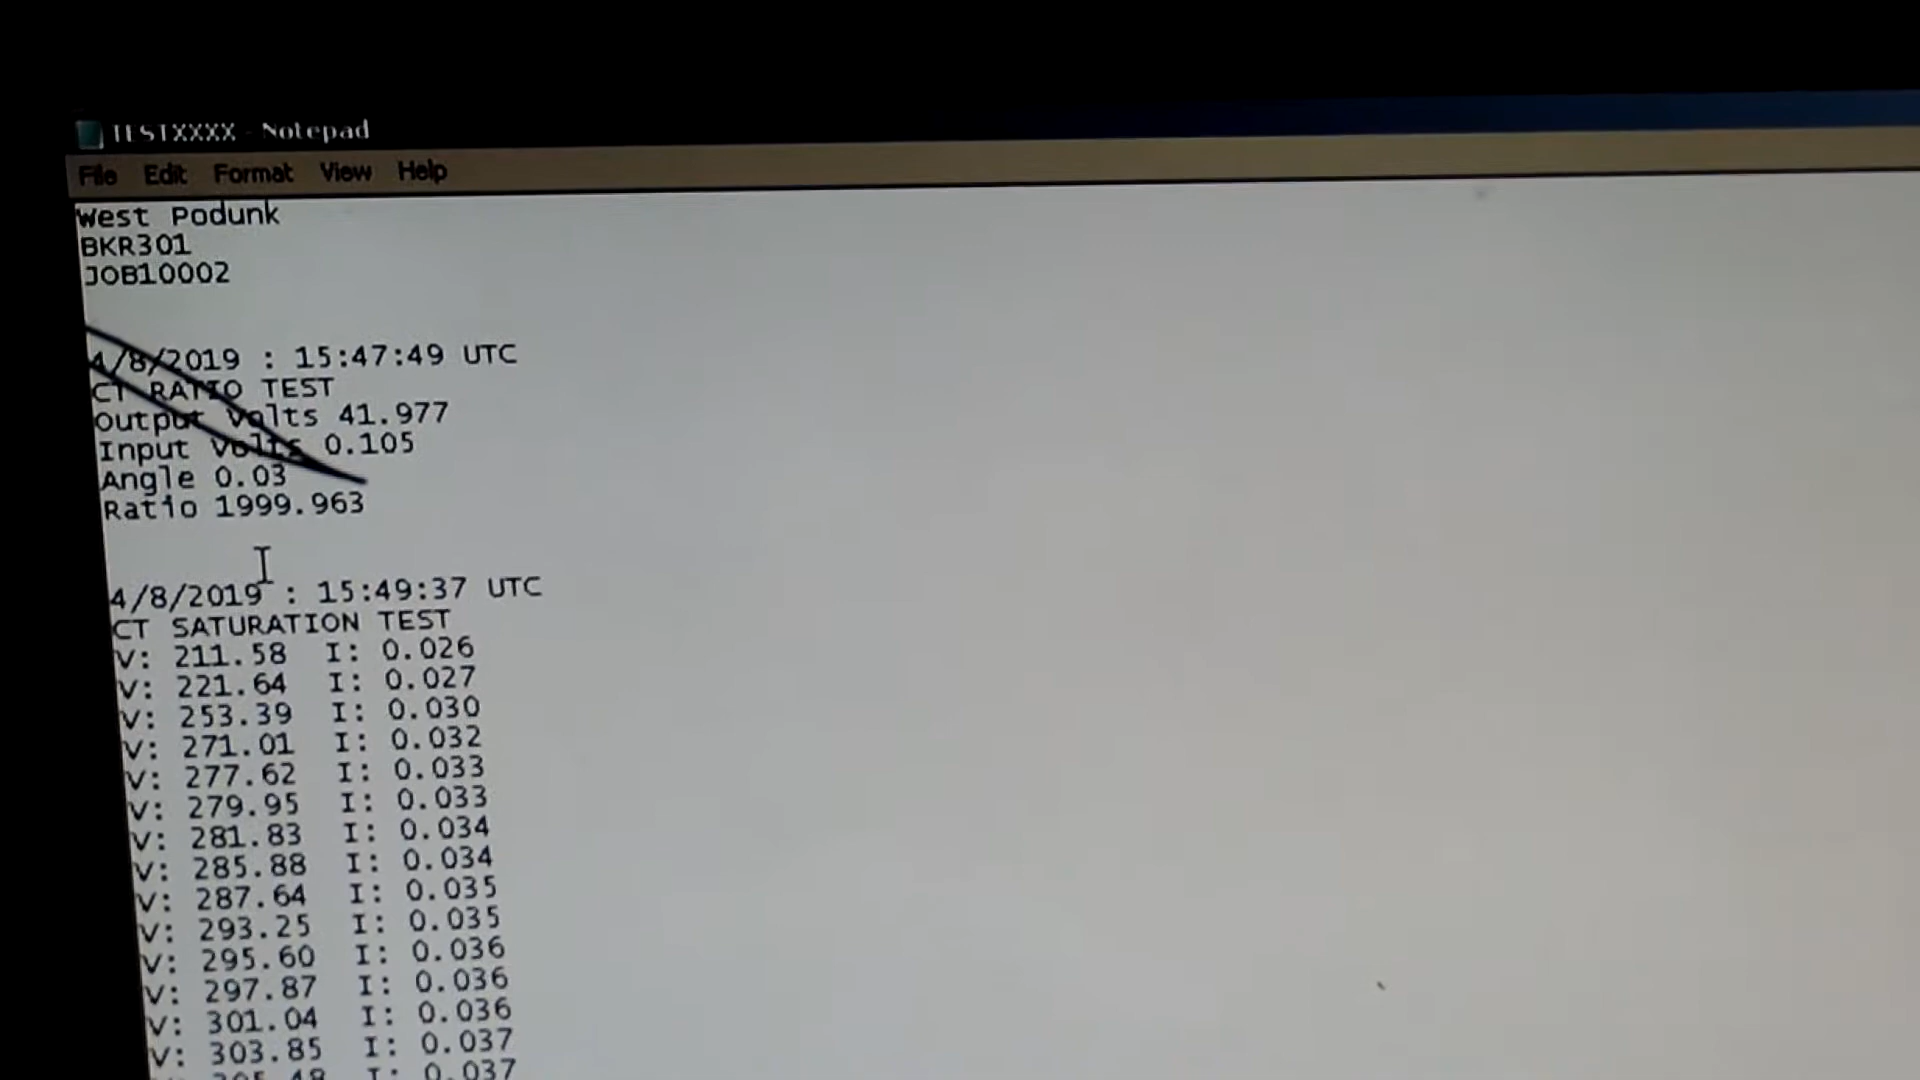 TESTXXXX - Notepad
File Edit Format View Help
West Podunk
BKR301
JOB10002
4/8/2019 : 15:47:49 UTC
CT RATIO TEST
Output Volts 41.977
Input Volts 0.105
Angle 0.03
Ratio 1999.963
4/8/2019 : 15:49:37 UTC
CT SATURATION TEST
V: 211.58 I: 0.026
V: 221.64 I: 0.027
V: 253.39 I: 0.030
V: 271.01 I: 0.032
V: 277.62 I: 0.033
V: 279.95 I: 0.033
V: 281.83 I: 0.034
V: 285.88 I: 0.034
V: 287.64 I: 0.035
V: 293.25 I: 0.035
V: 295.60 I: 0.036
V: 297.87 I: 0.036
V: 301.04 I: 0.036
V: 303.85 I: 0.037
V: 305.48 I: 0.037